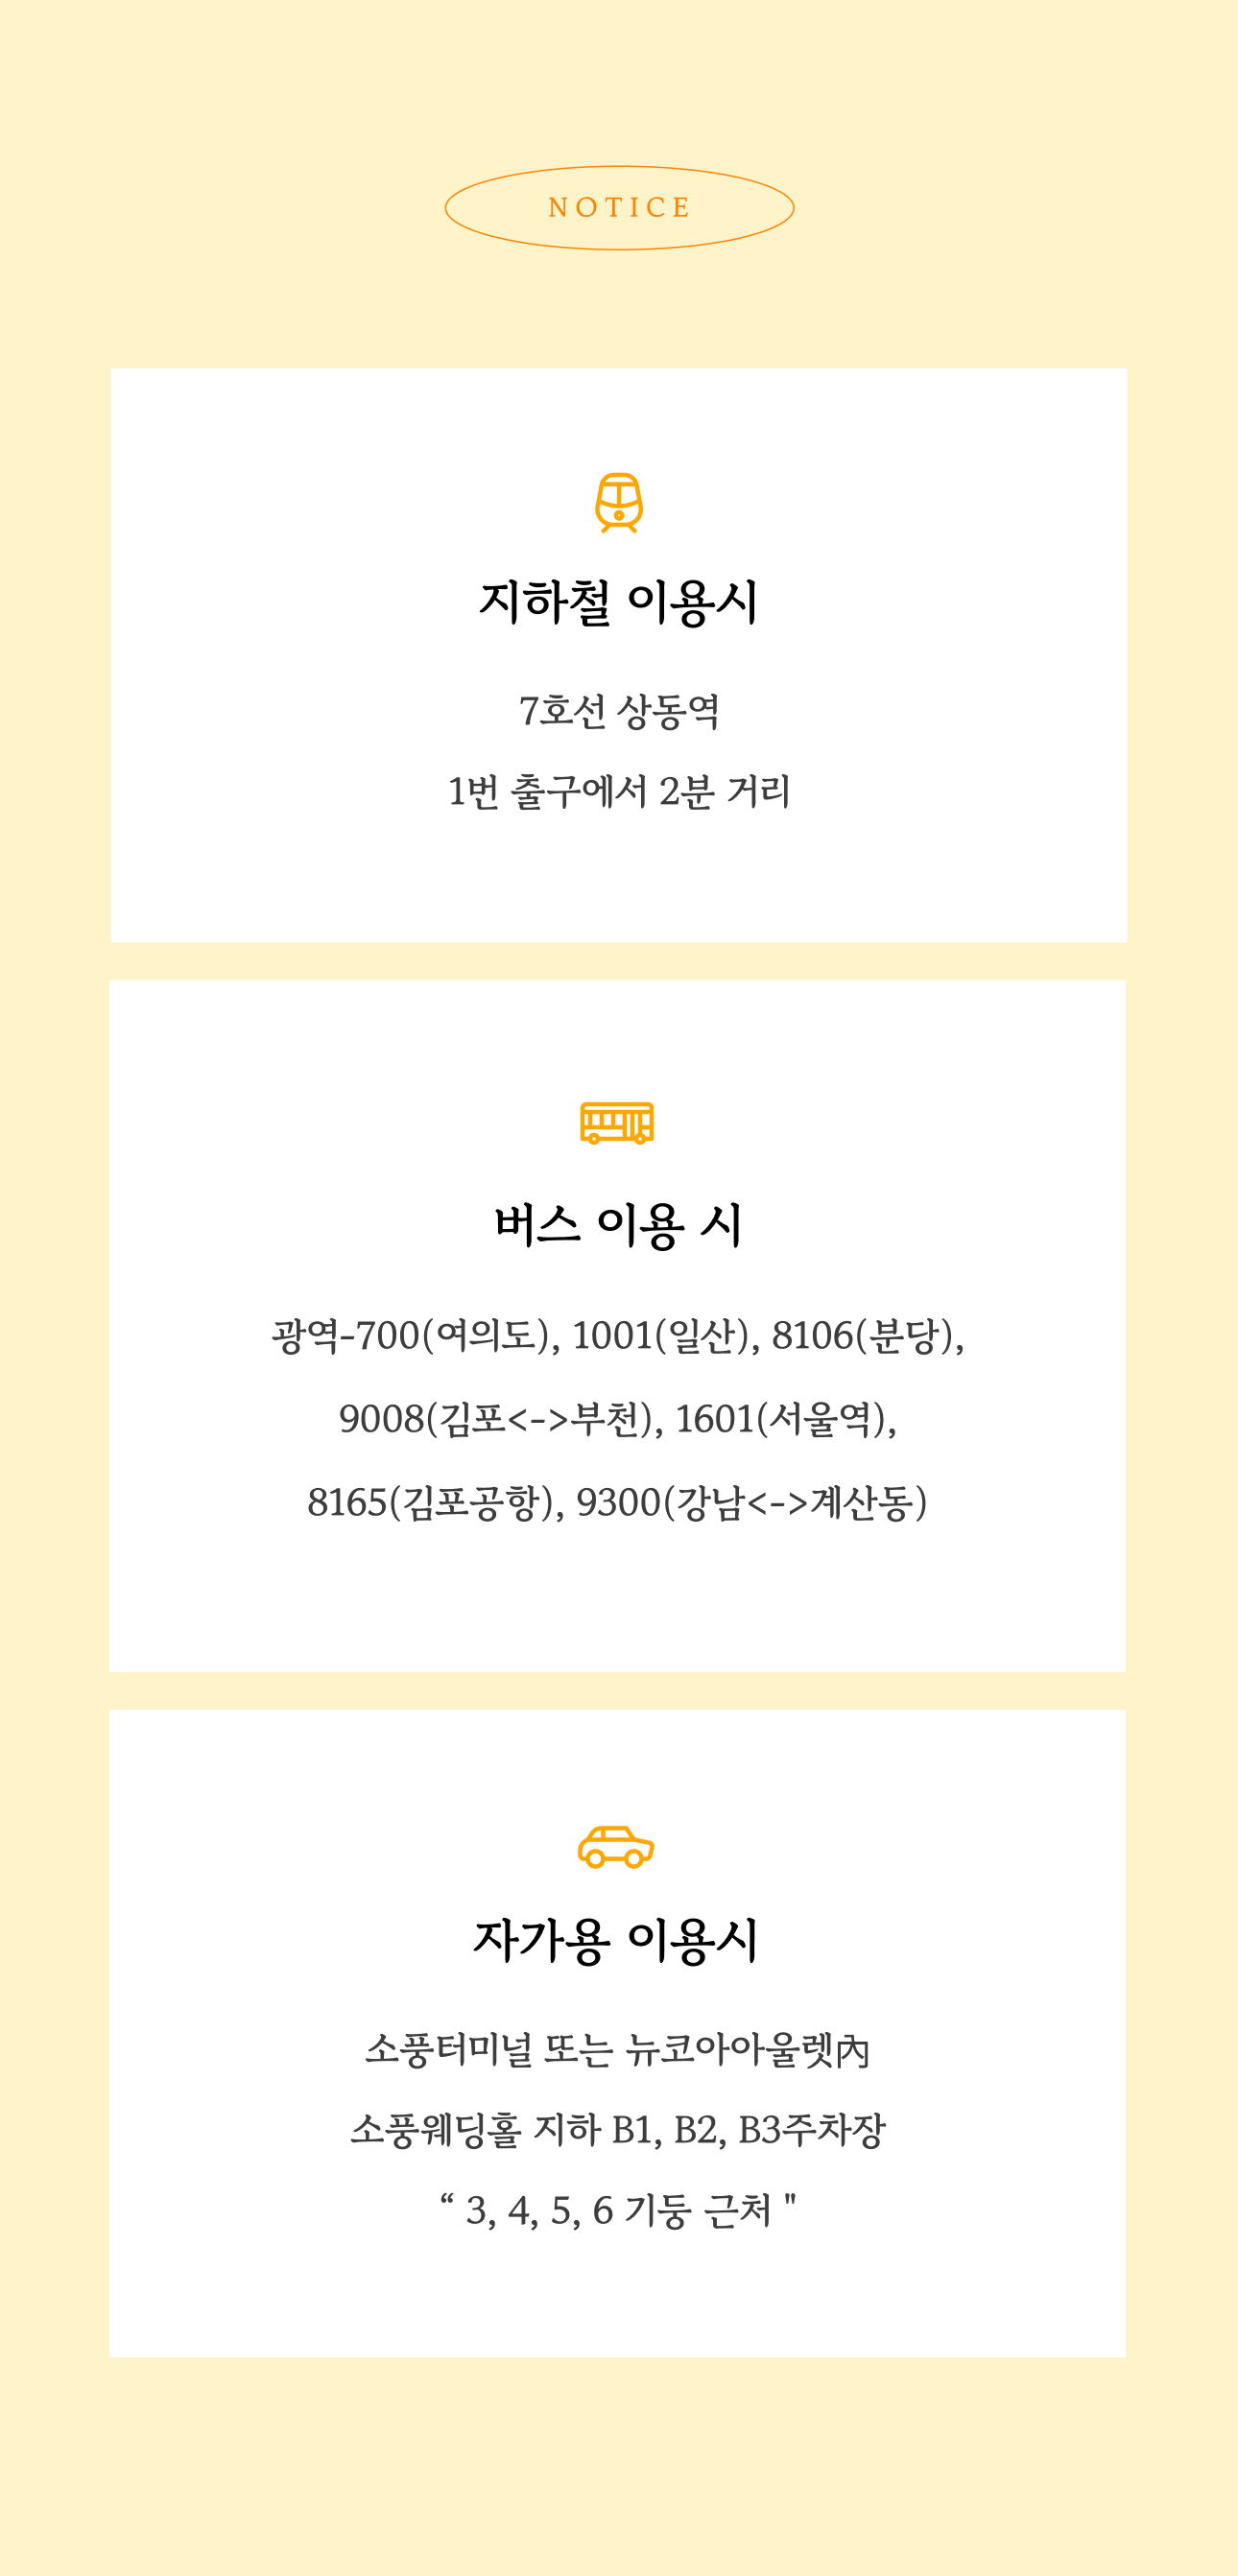 NOTICE
지하철 이용시
7호선 상동역
1번 출구에서 2분 거리
버스 이용 시
광역-700(여의도), 1001(일산), 8106(분당),
9008(김포<->부천), 1601(서울역),
8165(김포공항), 9300(강남<->계산동)
자가용 이용시
소풍터미널 또는 뉴코아아울렛內
소풍웨딩홀 지하 B1, B2, B3주차장
“ 3, 4, 5, 6 기둥 근처 "